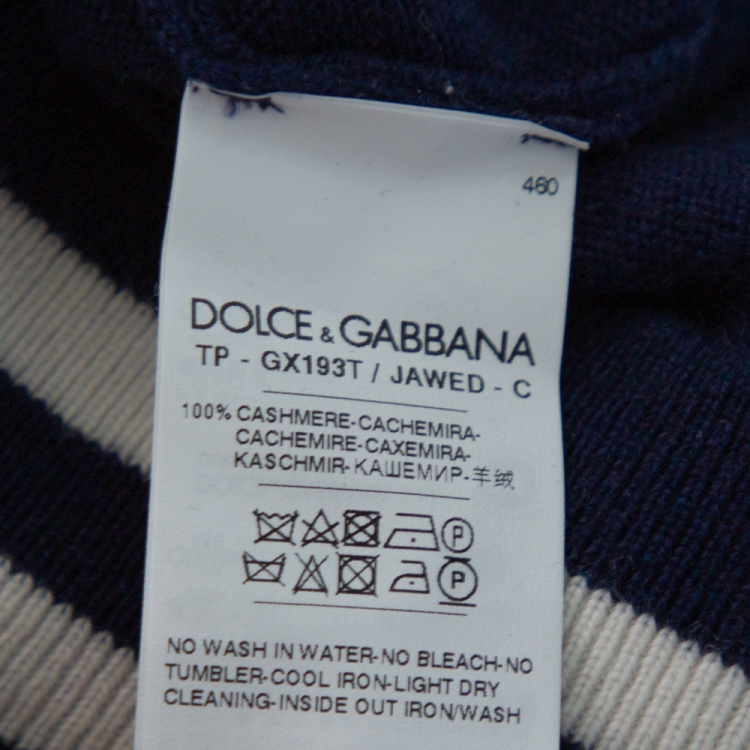 460
DOLCE & GABBANA
TP - GX193T / JAWED - C
100% CASHMERE-CACHEMIRA-
CACHEMIRE-CAXEMIRA-
KASCHMIR-КАШЕМИР-羊绒
P
P
NO WASH IN WATER-NO BLEACH-NO
TUMBLER-COOL IRON-LIGHT DRY
CLEANING-INSIDE OUT IRON/WASH